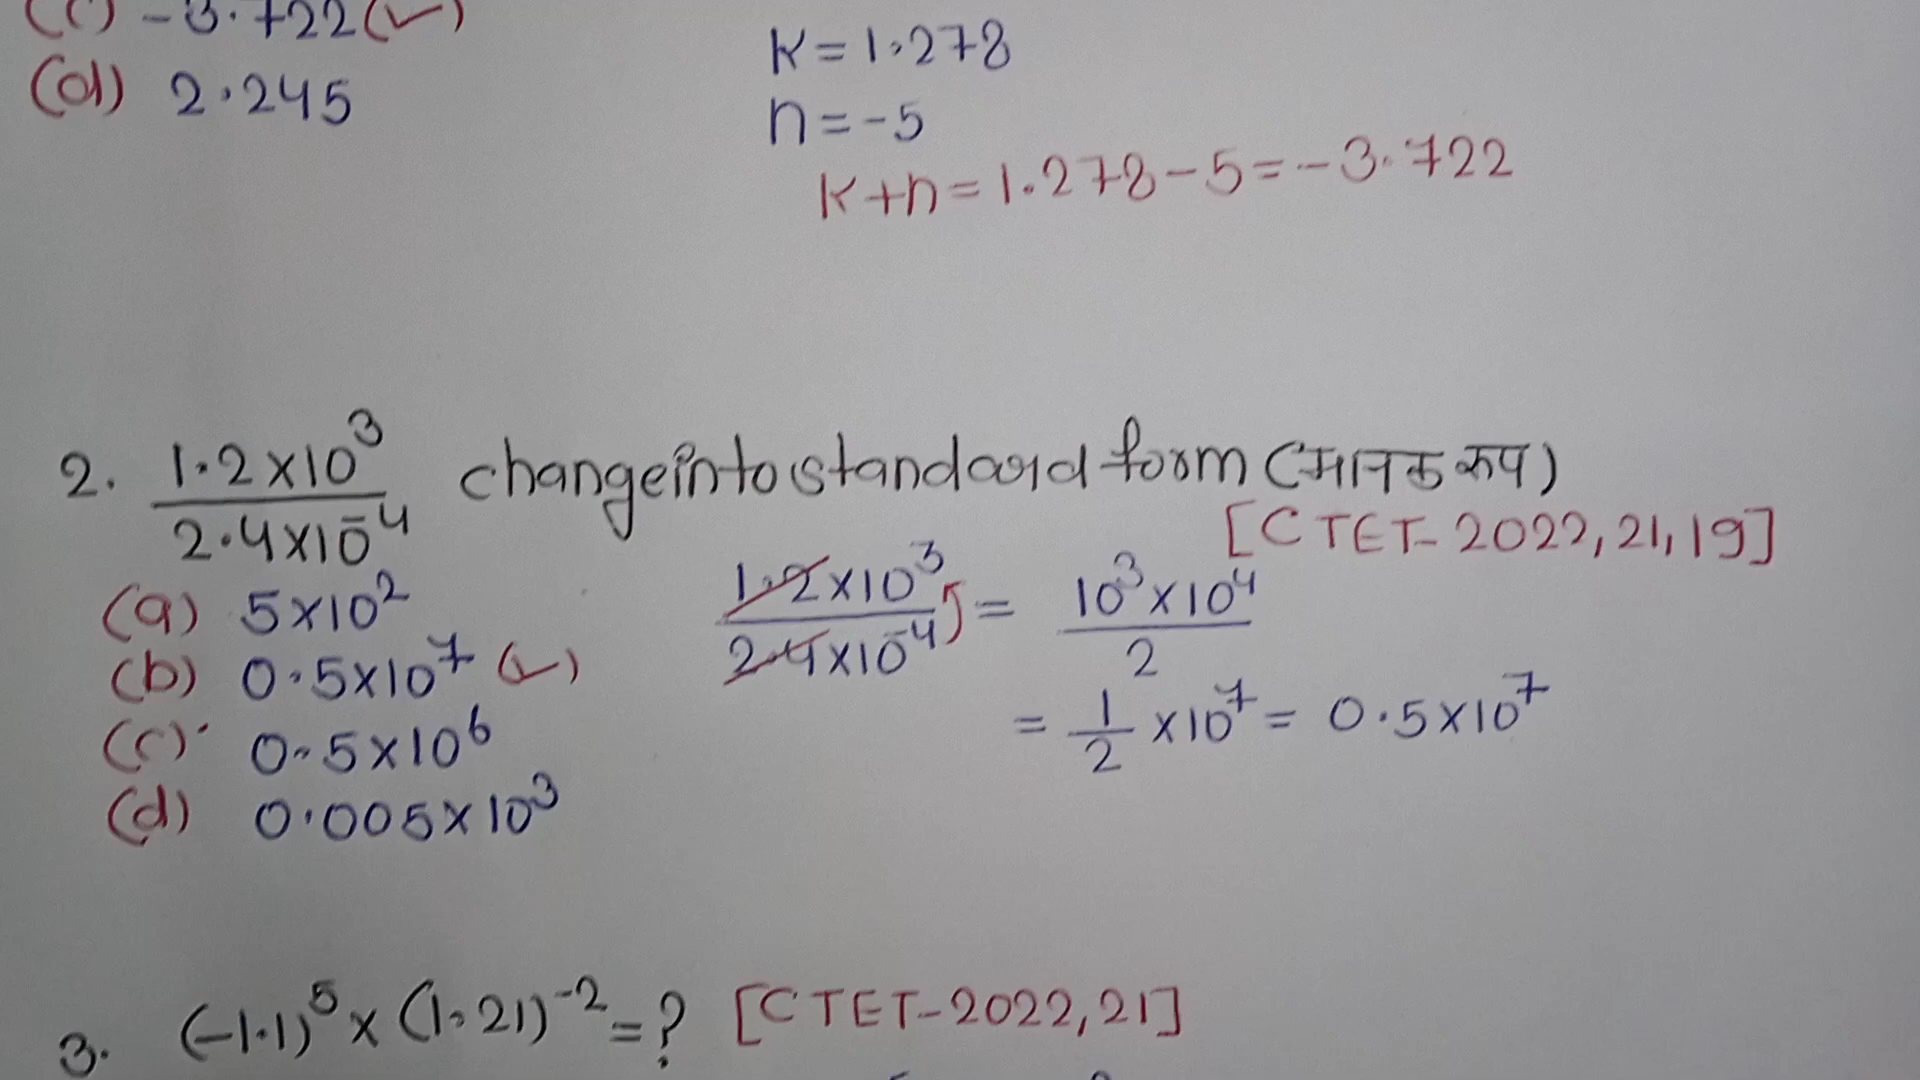 (c) -3.722(✓)
(d) 2.245
K=1.278
n=-5
K+n=1.278-5=-3.722
2. 1.2×10³/2.4×10⁻⁴ change into standard form (मानक रूप)
[CTET-2022,21,19]
(a) 5×10²
(b) 0.5×10⁷ (✓)
(c) 0.5×10⁶
(d) 0.005×10³
1.2×10³/2.4×10⁻⁴ = 10³×10⁴/2
= 1/2 ×10⁷ = 0.5×10⁷
3. (-1.1)⁵×(1.21)⁻²=? [CTET-2022,21]